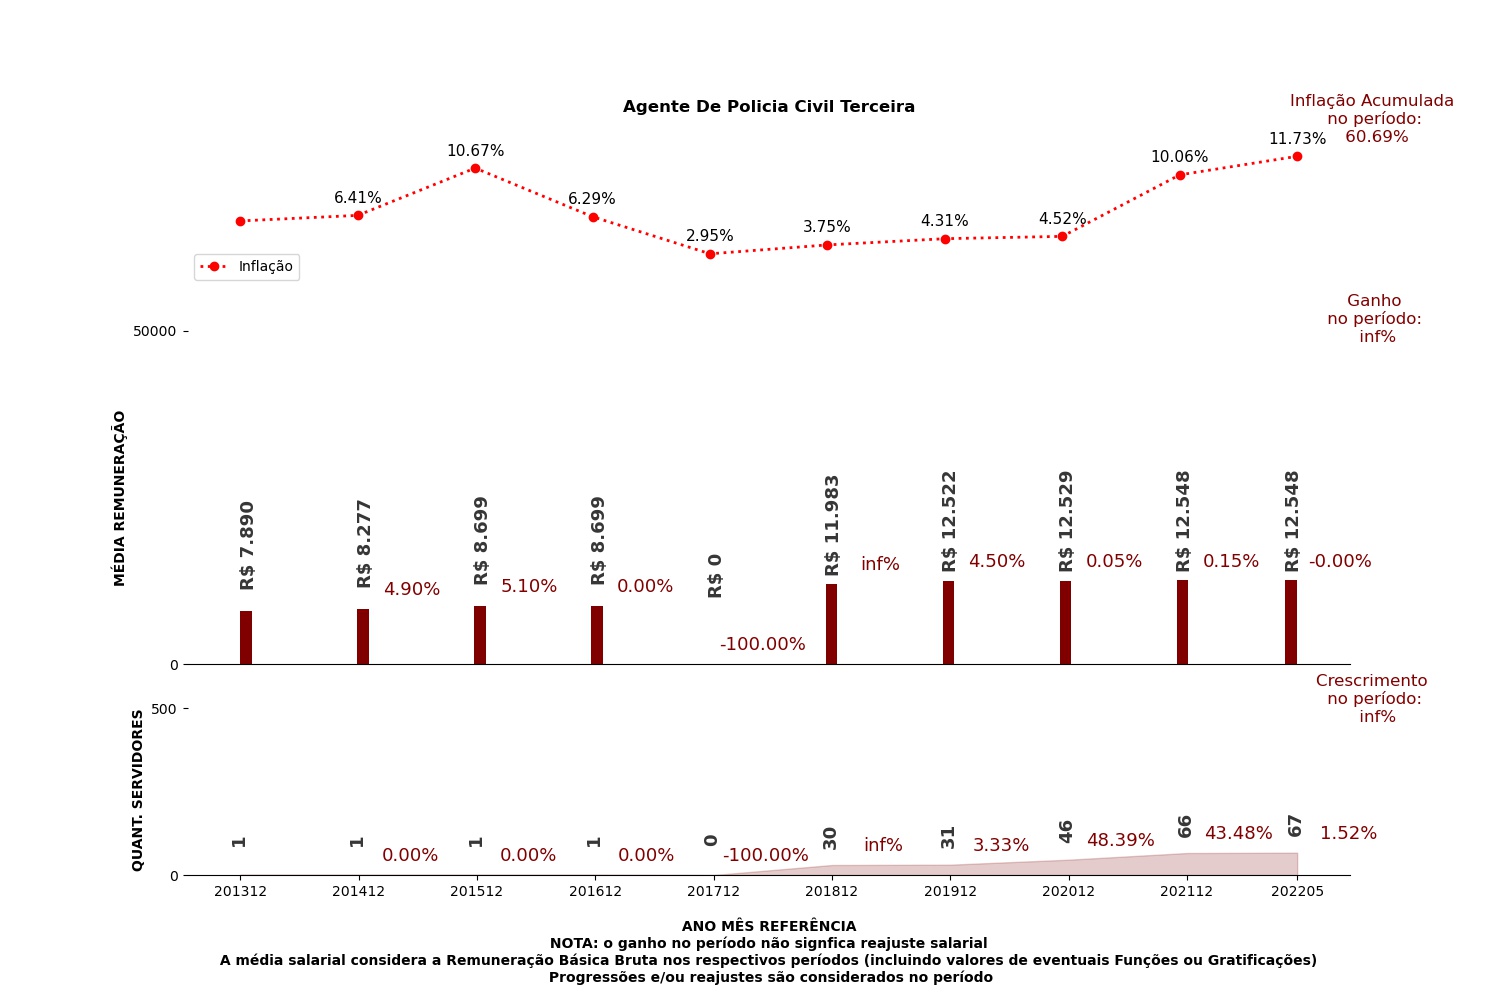 Agente De Policia Civil Terceira
Inflação Acumulada
no período:
60.69%
6.41%
10.67%
6.29%
2.95%
3.75%
4.31%
4.52%
10.06%
11.73%
Inflação
Ganho
no período:
inf%
50000
0
MÉDIA REMUNERAÇÃO
R$ 7.890
R$ 8.277
R$ 8.699
R$ 8.699
R$ 0
R$ 11.983
R$ 12.522
R$ 12.529
R$ 12.548
R$ 12.548
4.90%
5.10%
0.00%
-100.00%
inf%
4.50%
0.05%
0.15%
-0.00%
Crescrimento
no período:
inf%
500
0
QUANT. SERVIDORES
1
1
1
1
0
30
31
46
66
67
0.00%
0.00%
0.00%
-100.00%
inf%
3.33%
48.39%
43.48%
1.52%
201312
201412
201512
201612
201712
201812
201912
202012
202112
202205
ANO MÊS REFERÊNCIA
NOTA: o ganho no período não signfica reajuste salarial
A média salarial considera a Remuneração Básica Bruta nos respectivos períodos (incluindo valores de eventuais Funções ou Gratificações)
Progressões e/ou reajustes são considerados no período